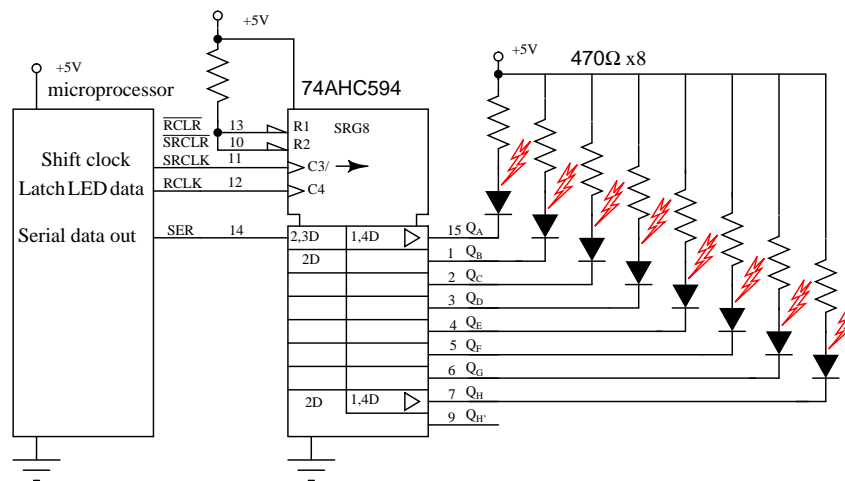 +5V
+5V
+5V
470Ω x8
microprocessor
74AHC594
RCLR 13 R1 SRG8
SRCLR 10 R2
Shift clock SRCLK 11 C3/
Latch LED data RCLK 12 C4
Serial data out SER 14 2,3D 1,4D 15 QA
2D 1 QB
2 QC
3 QD
4 QE
5 QF
6 QG
2D 1,4D 7 QH
9 QH'